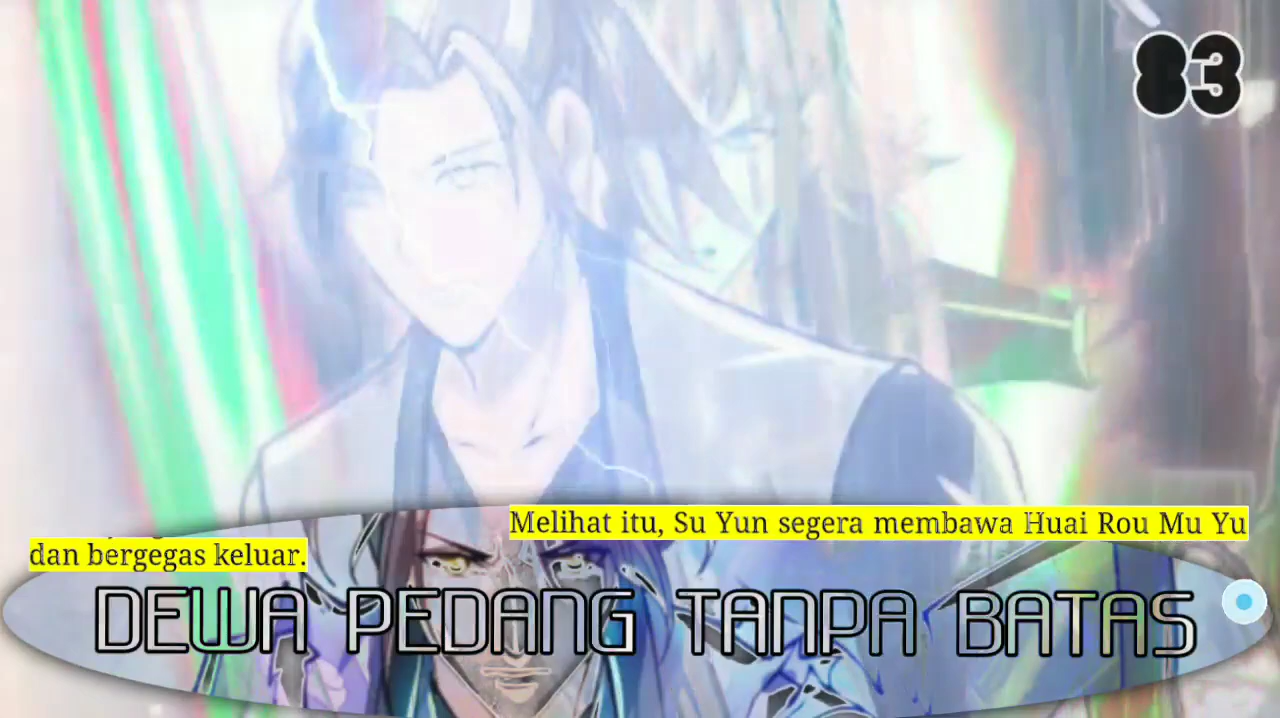 83
Melihat itu, Su Yun segera membawa Huai Rou Mu Yu
dan bergegas keluar.
DEWA PEDANG TANPA BATAS